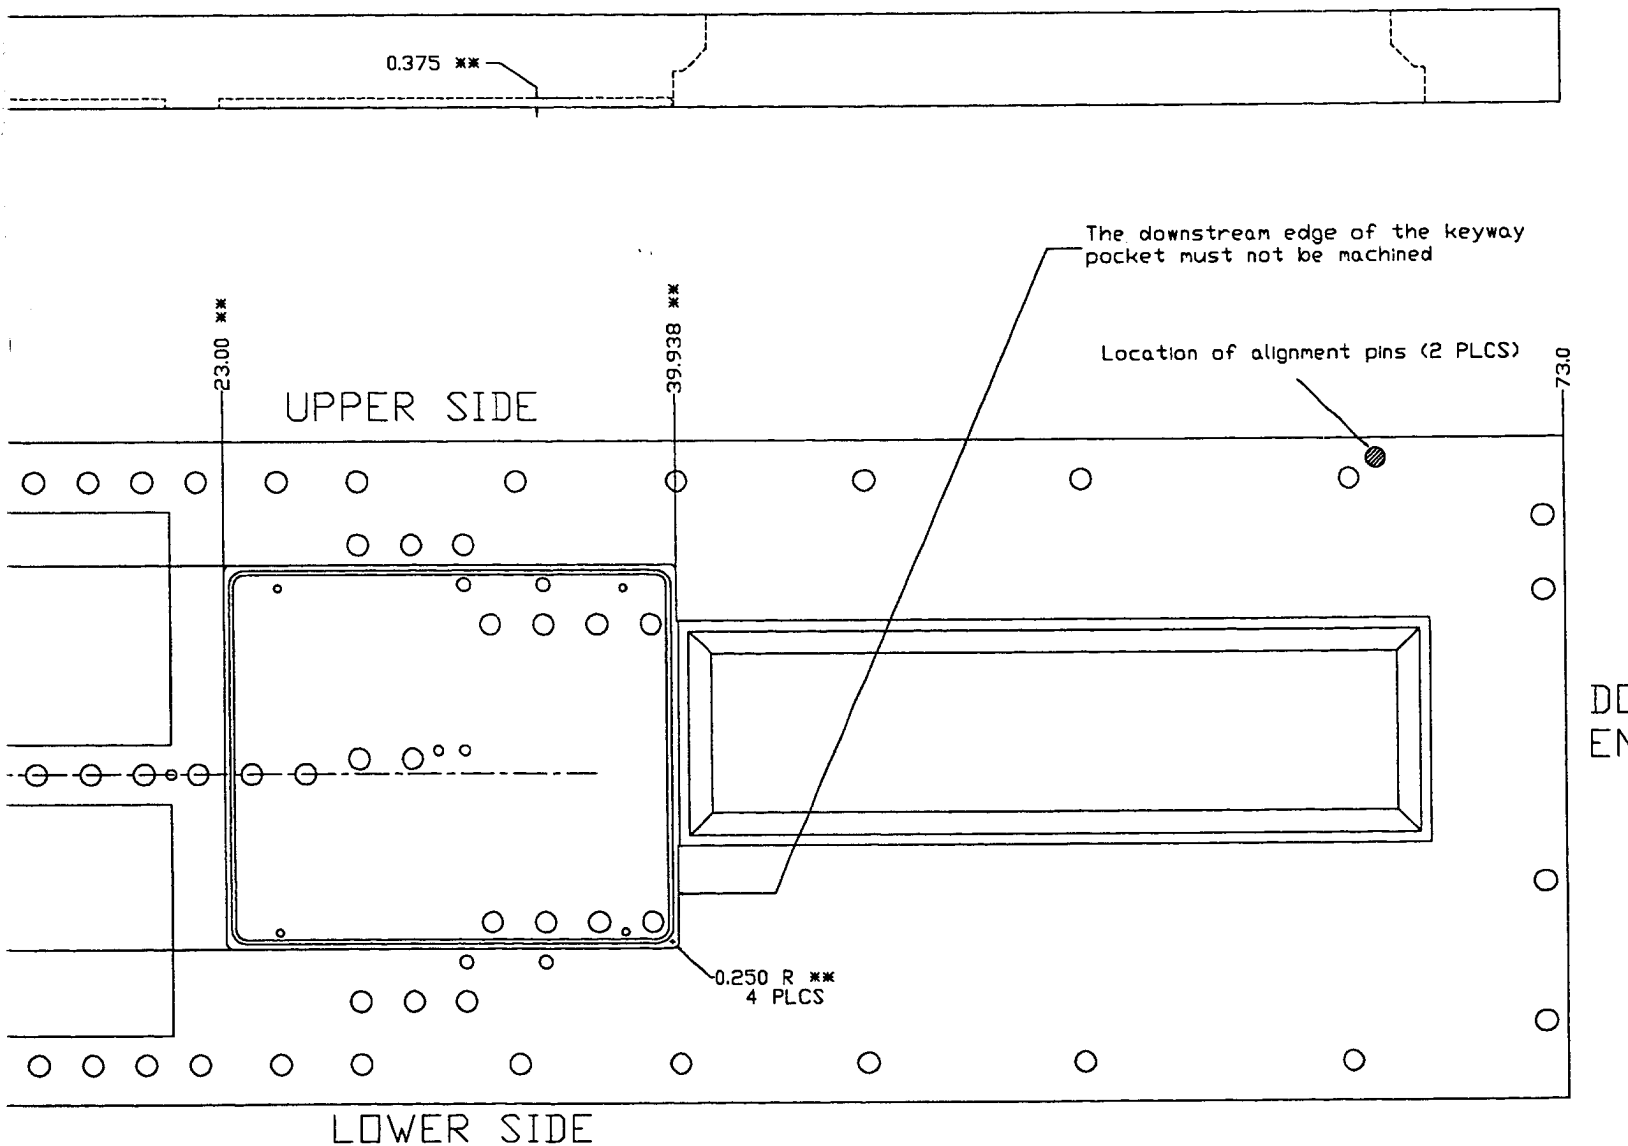 0.375 **
The downstream edge of the keyway
pocket must not be machined
23.00 **
39.938 **
Location of alignment pins (2 PLCS)
73.0
UPPER SIDE
0.250 R **
4 PLCS
LOWER SIDE